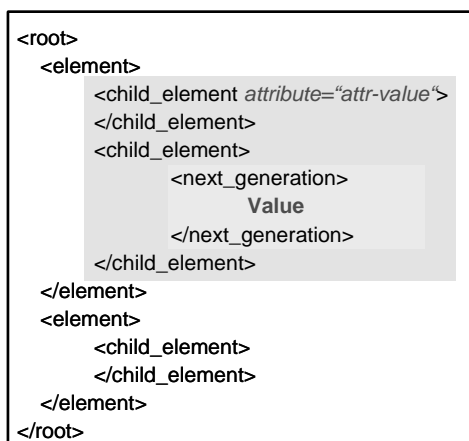 <root>
<element>
<child_element attribute=“attr-value“>
</child_element>
<child_element>
<next_generation>
Value
</next_generation>
</child_element>
</element>
<element>
<child_element>
</child_element>
</element>
</root>